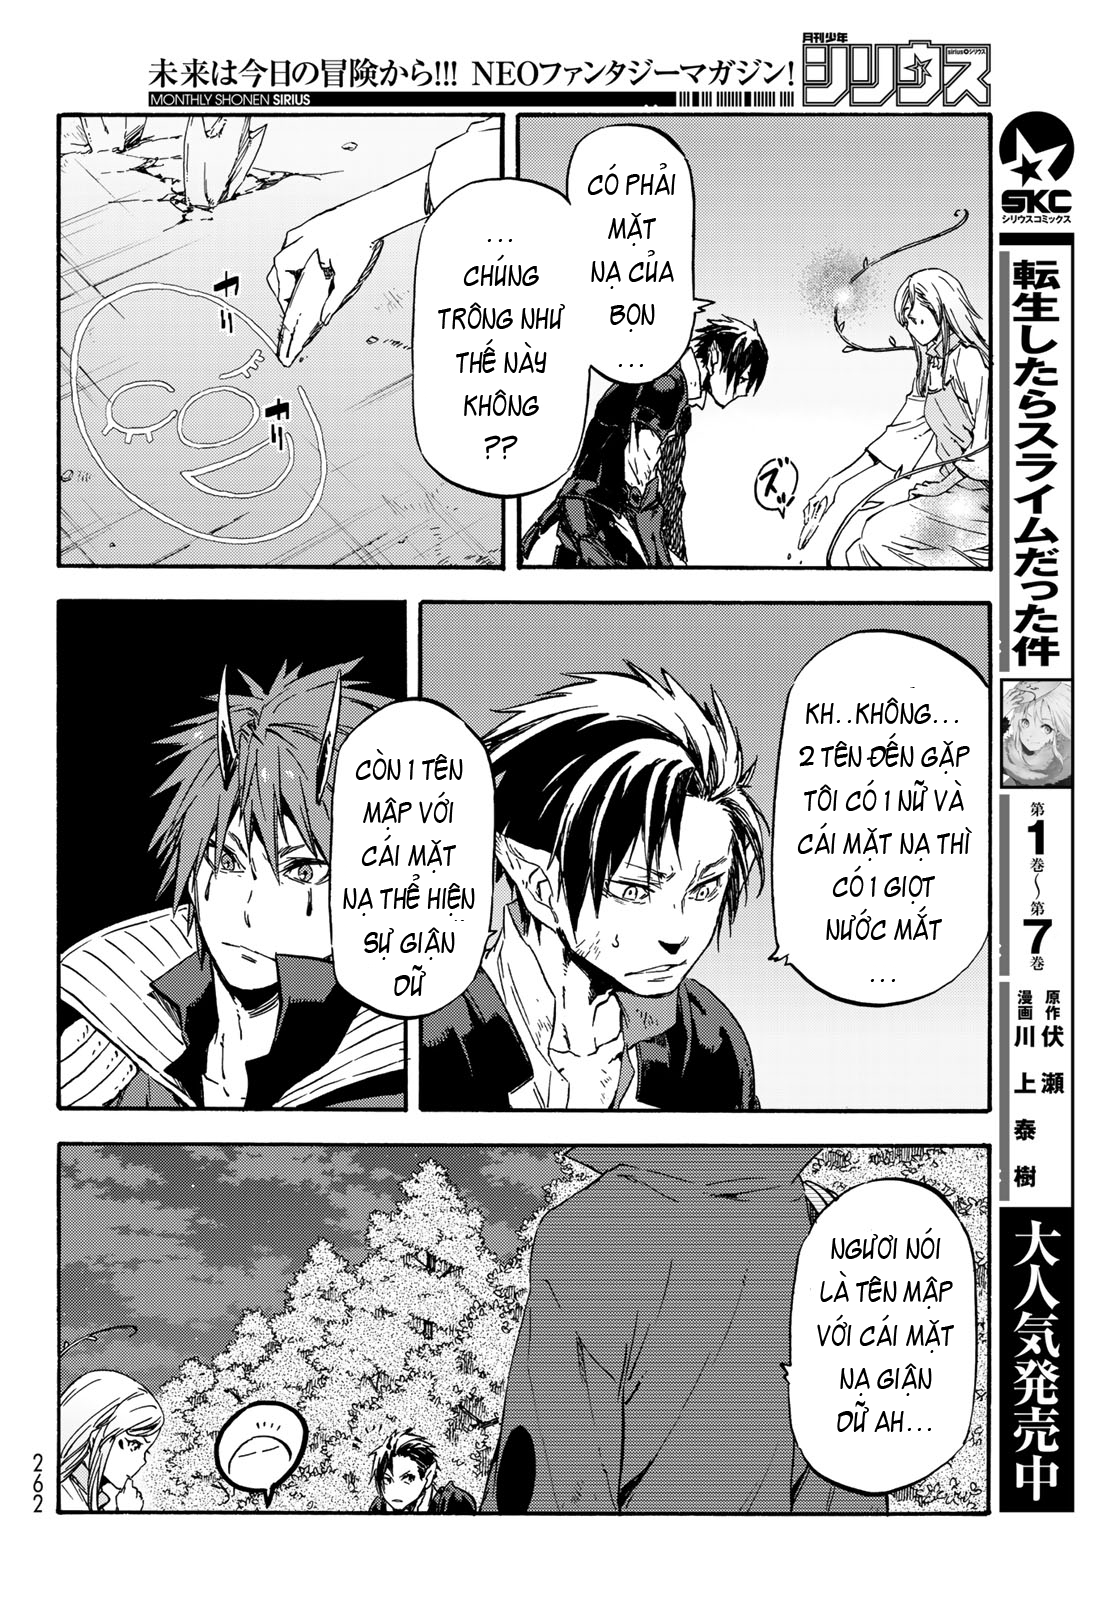 未来は今日の冒険から!!! NEOファンタジーマガジン!
MONTHLY SHONEN SIRIUS
月刊少年
シリウス
SKC
シリウスコミックス
転生したらスライムだった件
第1巻〜第7巻
原作 伏瀬
漫画 川上泰樹
大人気発売中
CÓ PHẢI
MẶT
NẠ CỦA
BỌN
...
ズッ
...
CHÚNG
TRÔNG NHƯ
THẾ NÀY
KHÔNG
??
カリ
カリ
KH..KHÔNG...
2 TÊN ĐẾN GẶP
TÔI CÓ 1 NỮ VÀ
CÁI MẶT NẠ THÌ
CÓ 1 GIỌT
NƯỚC MẮT
...
CÒN 1 TÊN
MẬP VỚI
CÁI MẶT
NẠ THỂ HIỆN
SỰ GIẬN
DỮ
NGƯƠI NÓI
LÀ TÊN MẬP
VỚI CÁI MẶT
NẠ GIẬN
DỮ AH...
262